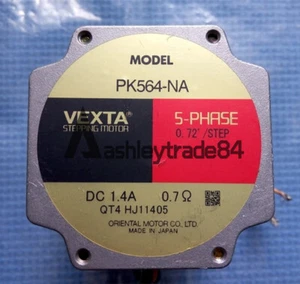 MODEL
PK564-NA
VEXTA
STEPPING MOTOR
5-PHASE
0.72°/STEP
Aashleytrade84
DC 1.4A 0.7Ω
QT4 HJ11405
ORIENTAL MOTOR CO., LTD.
MADE IN JAPAN